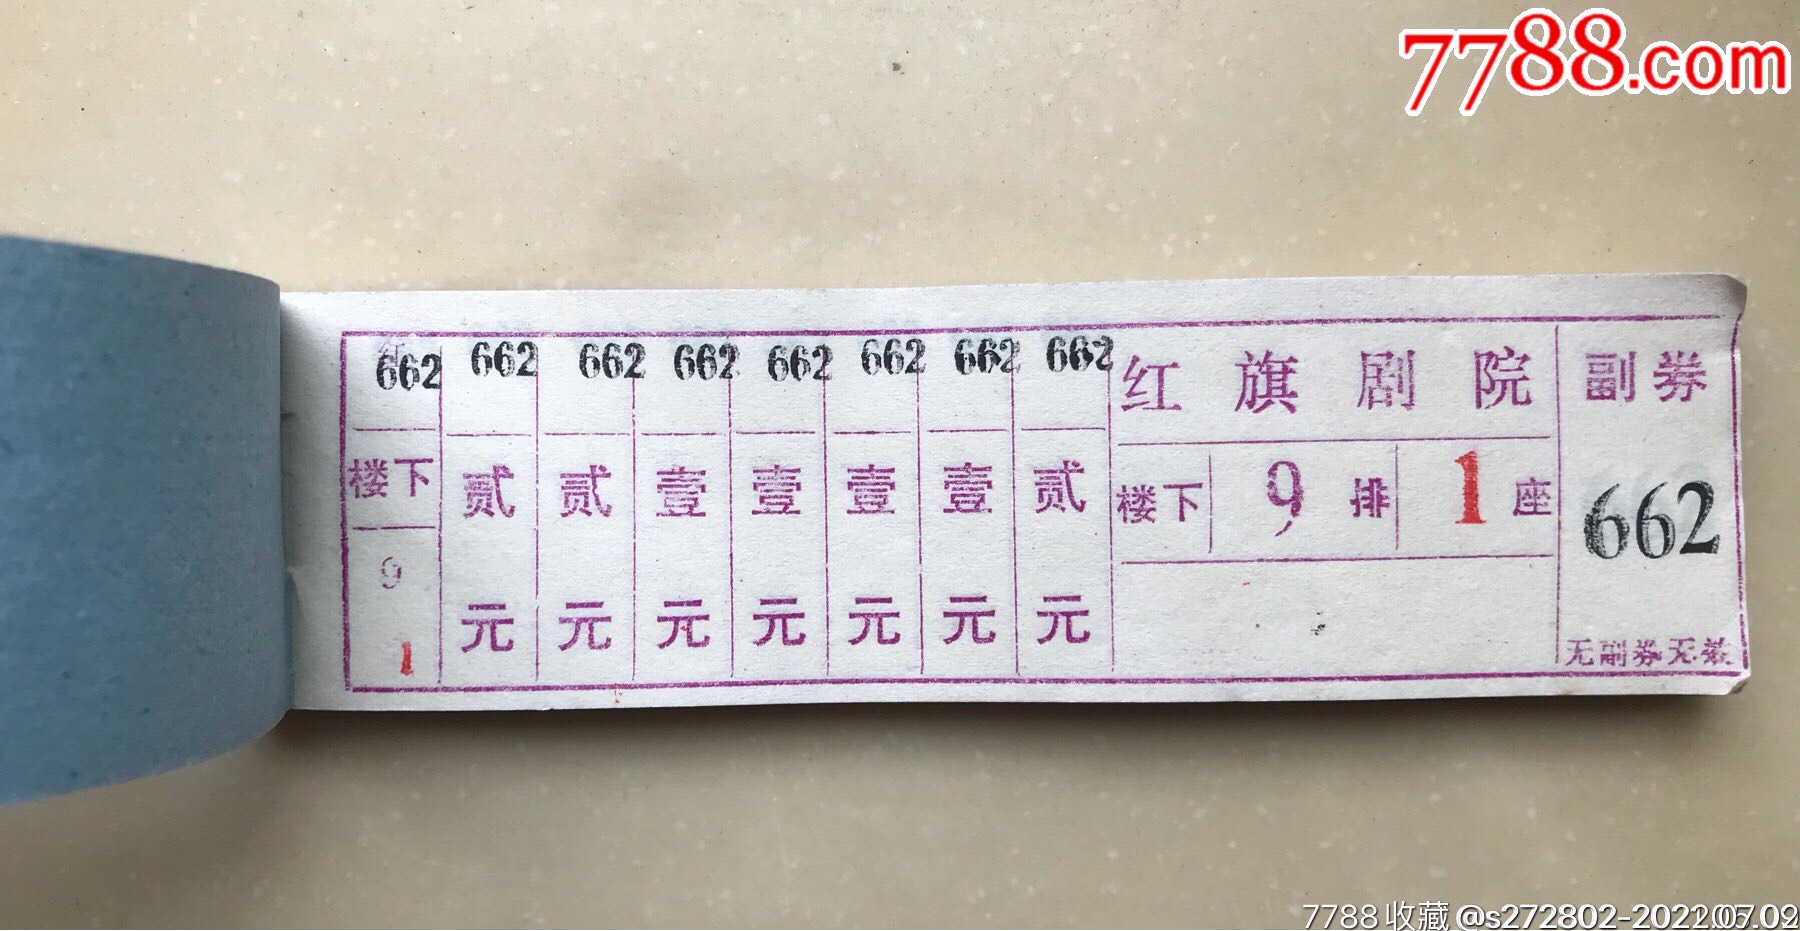 7788.com
662 662 662 662 662 662 662 662
红旗剧院
副券
楼下 贰元 贰元 壹元 壹元 壹元 壹元 贰元
楼下 9排 1座
662
9
1
无副券无效
7788收藏 @s272802-2022